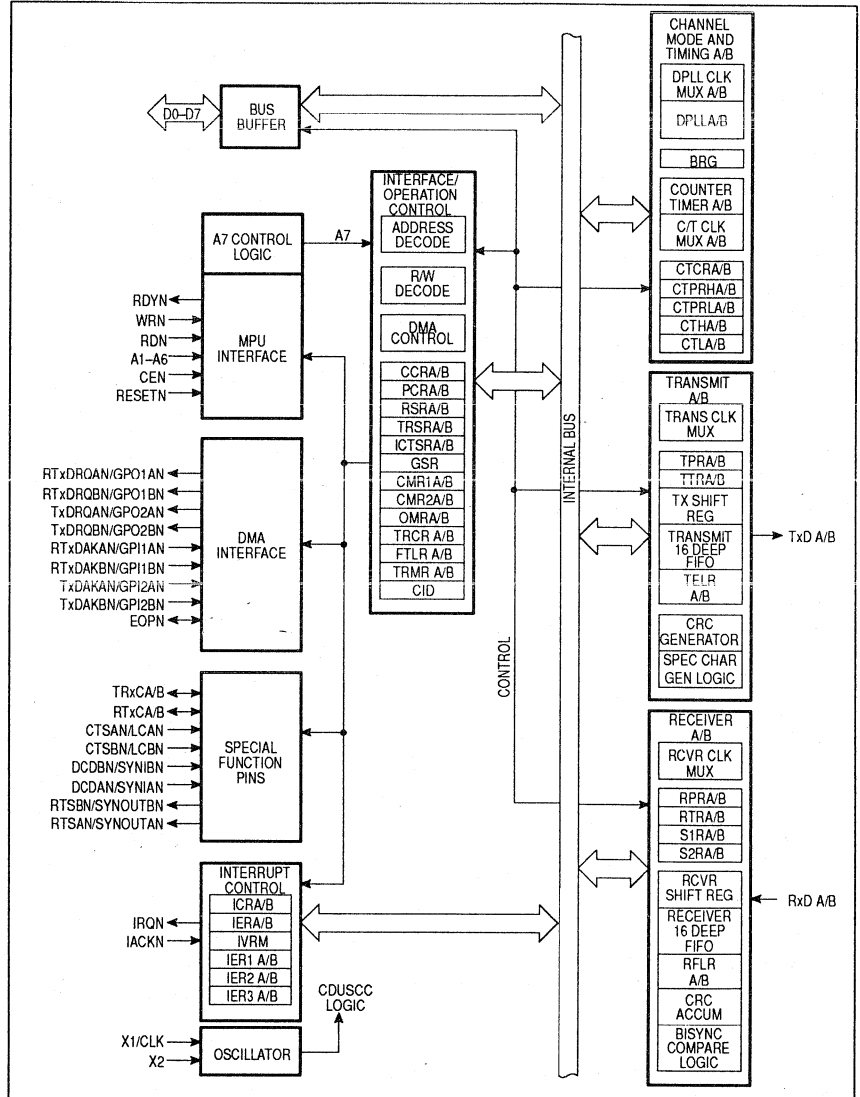 D0–D7
BUS
BUFFER
A7 CONTROL
LOGIC
A7
RDYN
WRN
RDN
A1–A6
CEN
RESETN
MPU
INTERFACE
RTxDRQAN/GPO1AN
RTxDRQBN/GPO1BN
TxDRQAN/GPO2AN
TxDRQBN/GPO2BN
RTxDAKAN/GPI1AN
RTxDAKBN/GPI1BN
TxDAKAN/GPI2AN
TxDAKBN/GPI2BN
EOPN
DMA
INTERFACE
TRxCA/B
RTxCA/B
CTSAN/LCAN
CTSBN/LCBN
DCDBN/SYNIBN
DCDAN/SYNIAN
RTSBN/SYNOUTBN
RTSAN/SYNOUTAN
SPECIAL
FUNCTION
PINS
IRQN
IACKN
INTERRUPT
CONTROL
ICRA/B
IERA/B
IVRM
IER1 A/B
IER2 A/B
IER3 A/B
X1/CLK
X2
OSCILLATOR
CDUSCC
LOGIC
INTERFACE/
OPERATION
CONTROL
ADDRESS
DECODE
R/W
DECODE
DMA
CONTROL
CCRA/B
PCRA/B
RSRA/B
TRSRA/B
ICTSRA/B
GSR
CMR1A/B
CMR2A/B
OMRA/B
TRCR A/B
FTLR A/B
TRMR A/B
CID
CONTROL
INTERNAL BUS
CHANNEL
MODE AND
TIMING A/B
DPLL CLK
MUX A/B
DPLLA/B
BRG
COUNTER
TIMER A/B
C/T CLK
MUX A/B
CTCRA/B
CTPRHA/B
CTPRLA/B
CTHA/B
CTLA/B
TRANSMIT
A/B
TRANS CLK
MUX
TPRA/B
TTRA/B
TX SHIFT
REG
TRANSMIT
16 DEEP
FIFO
TELR
A/B
CRC
GENERATOR
SPEC CHAR
GEN LOGIC
TxD A/B
RECEIVER
A/B
RCVR CLK
MUX
RPRA/B
RTRA/B
S1RA/B
S2RA/B
RCVR
SHIFT REG
RECEIVER
16 DEEP
FIFO
RFLR
A/B
CRC
ACCUM
BISYNC
COMPARE
LOGIC
RxD A/B